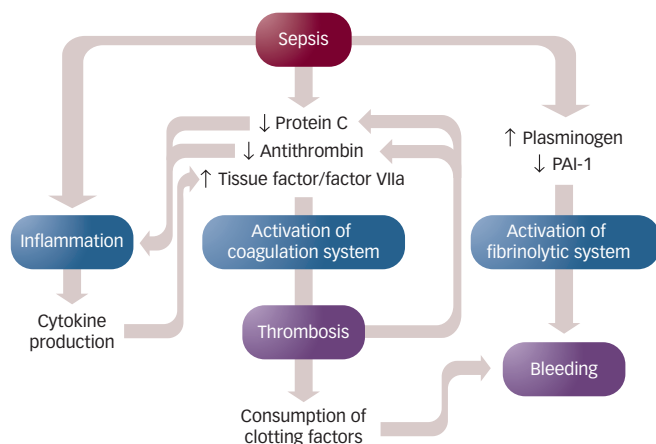 Sepsis
↓ Protein C
↓ Antithrombin
↑ Tissue factor/factor VIIa
↑ Plasminogen
↓ PAI-1
Inflammation
Activation of
coagulation system
Activation of
fibrinolytic system
Cytokine
production
Thrombosis
Bleeding
Consumption of
clotting factors